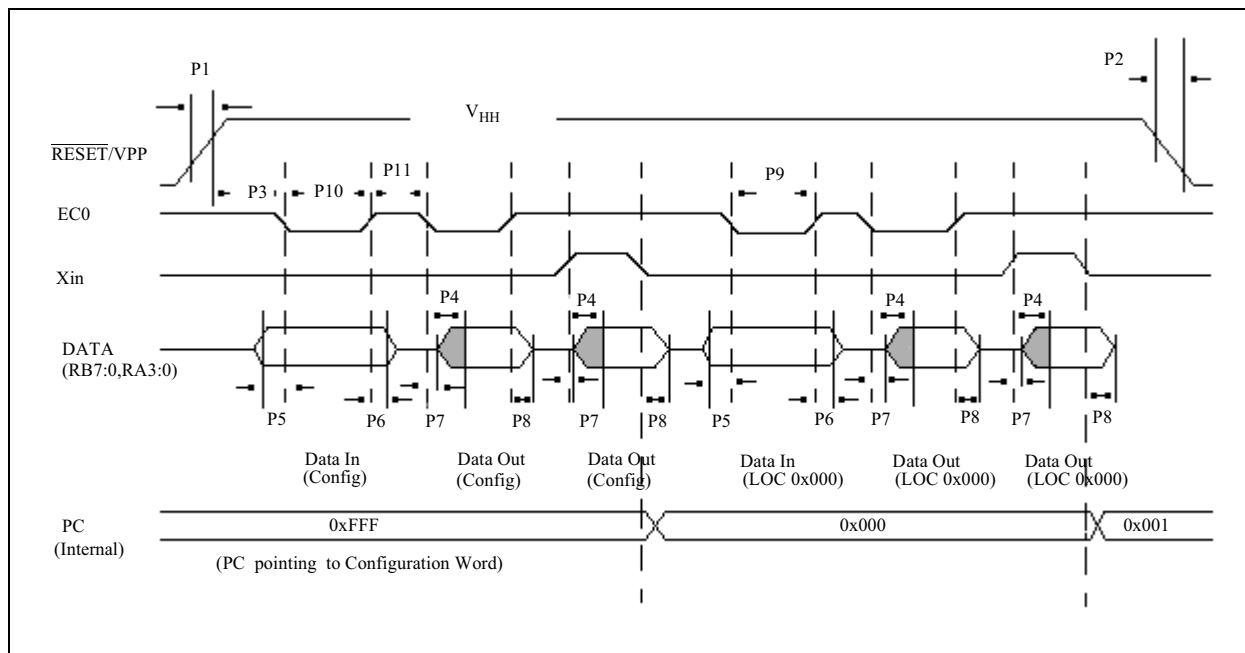 P1
P2
VHH
RESET/VPP
P3 P10 P11 P9
EC0
Xin
P4 P4 P4 P4
DATA
(RB7:0,RA3:0)
P5 P6 P7 P8 P7 P8 P5 P6 P7 P8 P7 P8
Data In
(Config)
Data Out
(Config)
Data Out
(Config)
Data In
(LOC 0x000)
Data Out
(LOC 0x000)
Data Out
(LOC 0x000)
PC
(Internal)
0xFFF 0x000 0x001
(PC pointing to Configuration Word)